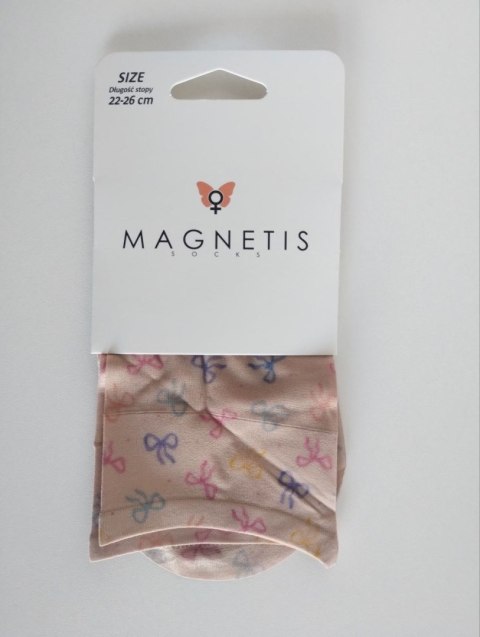 SIZE
Długość stopy
22-26 cm
MAGNETIS
SOCKS